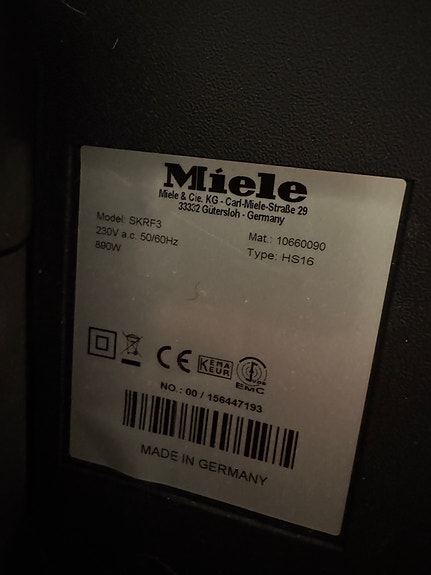 Miele
Miele & Cie. KG - Carl-Miele-Straße 29
33332 Gütersloh - Germany
Model: SKRF3
Mat.: 10660090
230V a.c. 50/60Hz
Type: HS16
890W
CE
KEMA
KEUR
EMC
NO.: 00 / 156447193
MADE IN GERMANY